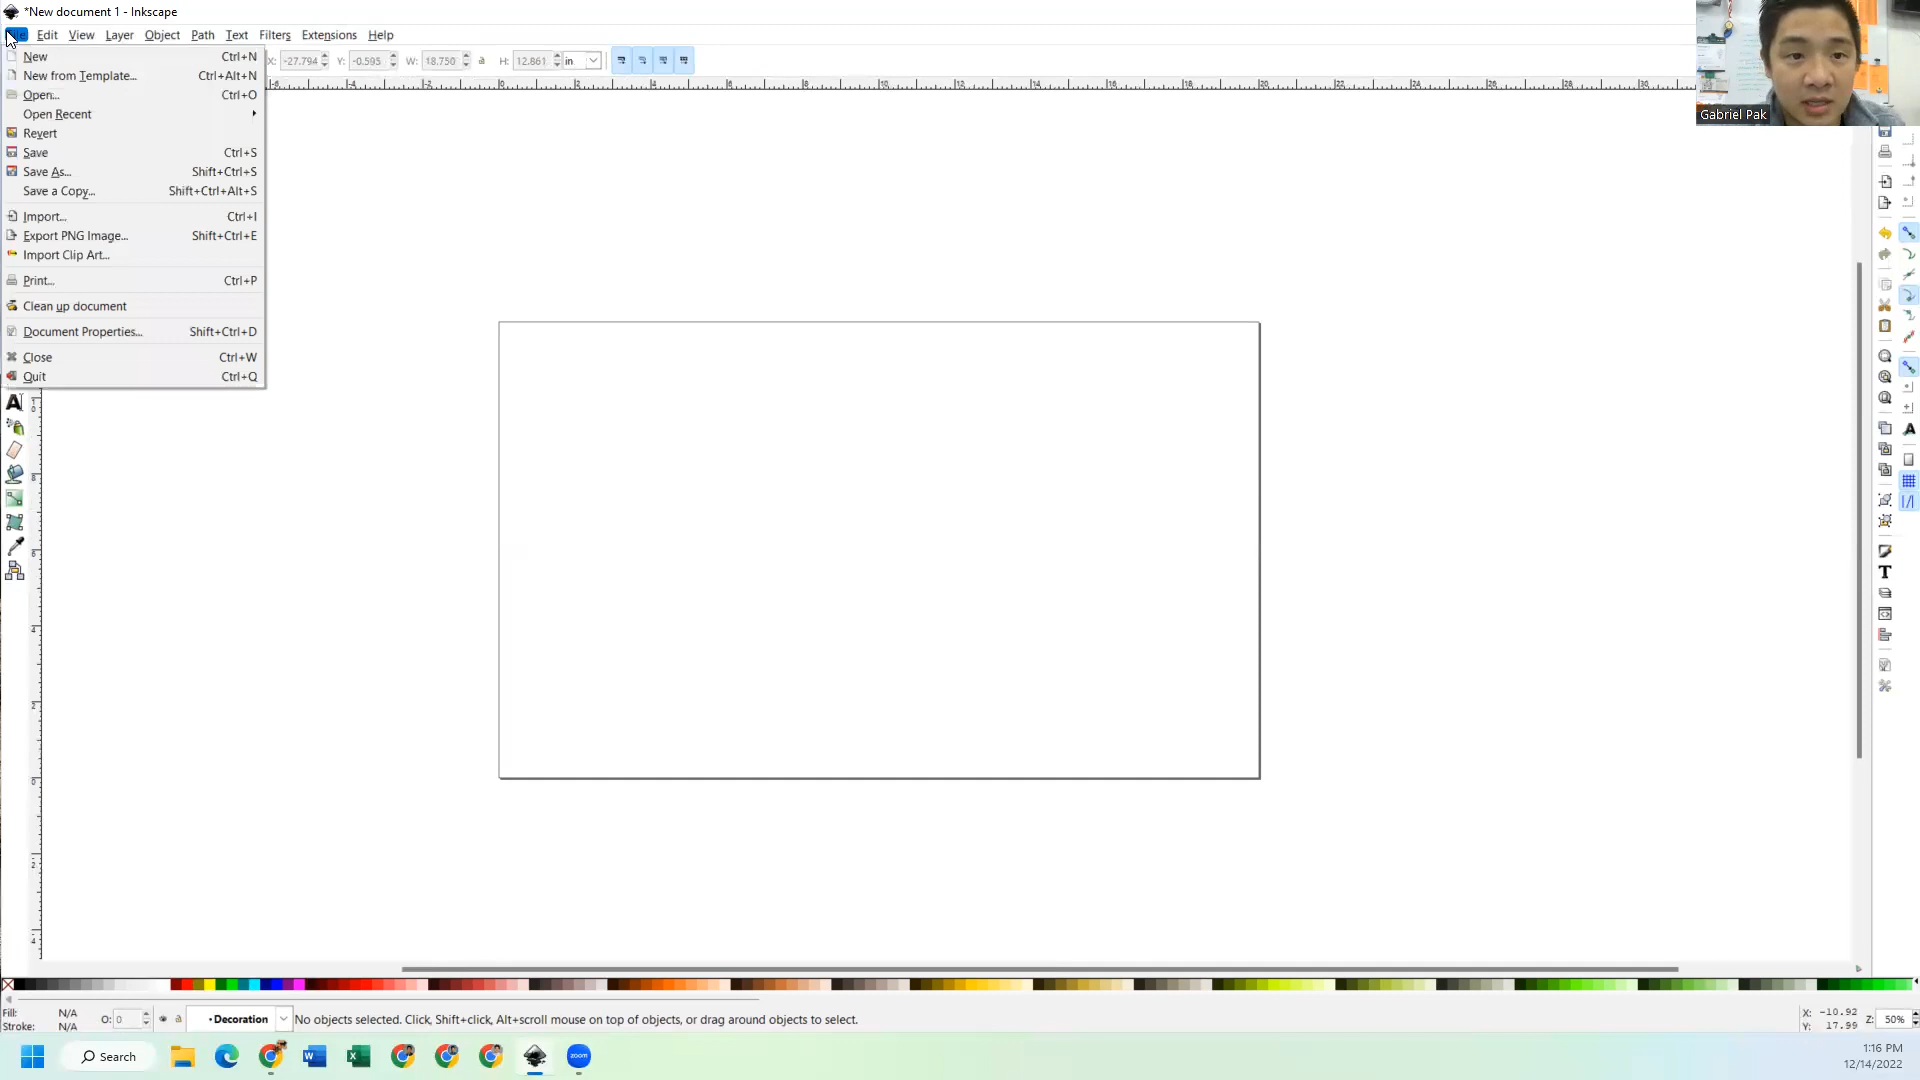 *New document 1 - Inkscape
File Edit View Layer Object Path Text Filters Extensions Help
X: -27.794 Y: -0.595 W: 18.750 H: 12.861 in
New Ctrl+N
New from Template... Ctrl+Alt+N
Open... Ctrl+O
Open Recent
Revert
Save Ctrl+S
Save As... Shift+Ctrl+S
Save a Copy... Shift+Ctrl+Alt+S
Import... Ctrl+I
Export PNG Image... Shift+Ctrl+E
Import Clip Art...
Print... Ctrl+P
Clean up document
Document Properties... Shift+Ctrl+D
Close Ctrl+W
Quit Ctrl+Q
Gabriel Pak
Fill: N/A
Stroke: N/A
O: 0
• Decoration
No objects selected. Click, Shift+click, Alt+scroll mouse on top of objects, or drag around objects to select.
X: -10.92
Y: 17.99
Z: 50%
Search
zoom
1:16 PM
12/14/2022